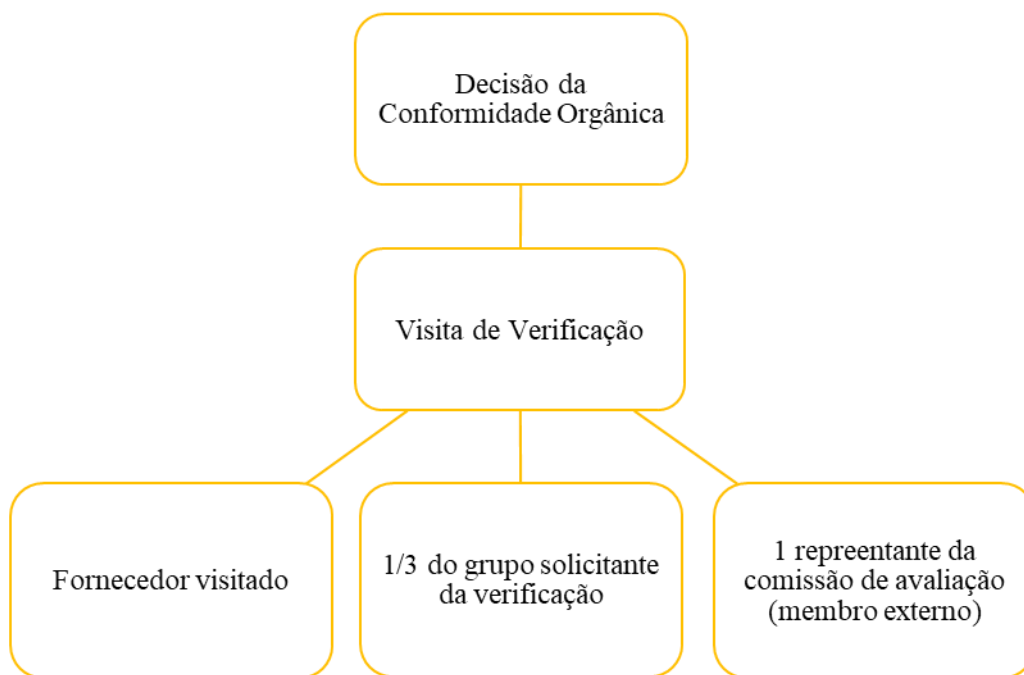 Decisão da
Conformidade Orgânica
Visita de Verificação
Fornecedor visitado
1/3 do grupo solicitante
da verificação
1 repreentante da
comissão de avaliação
(membro externo)